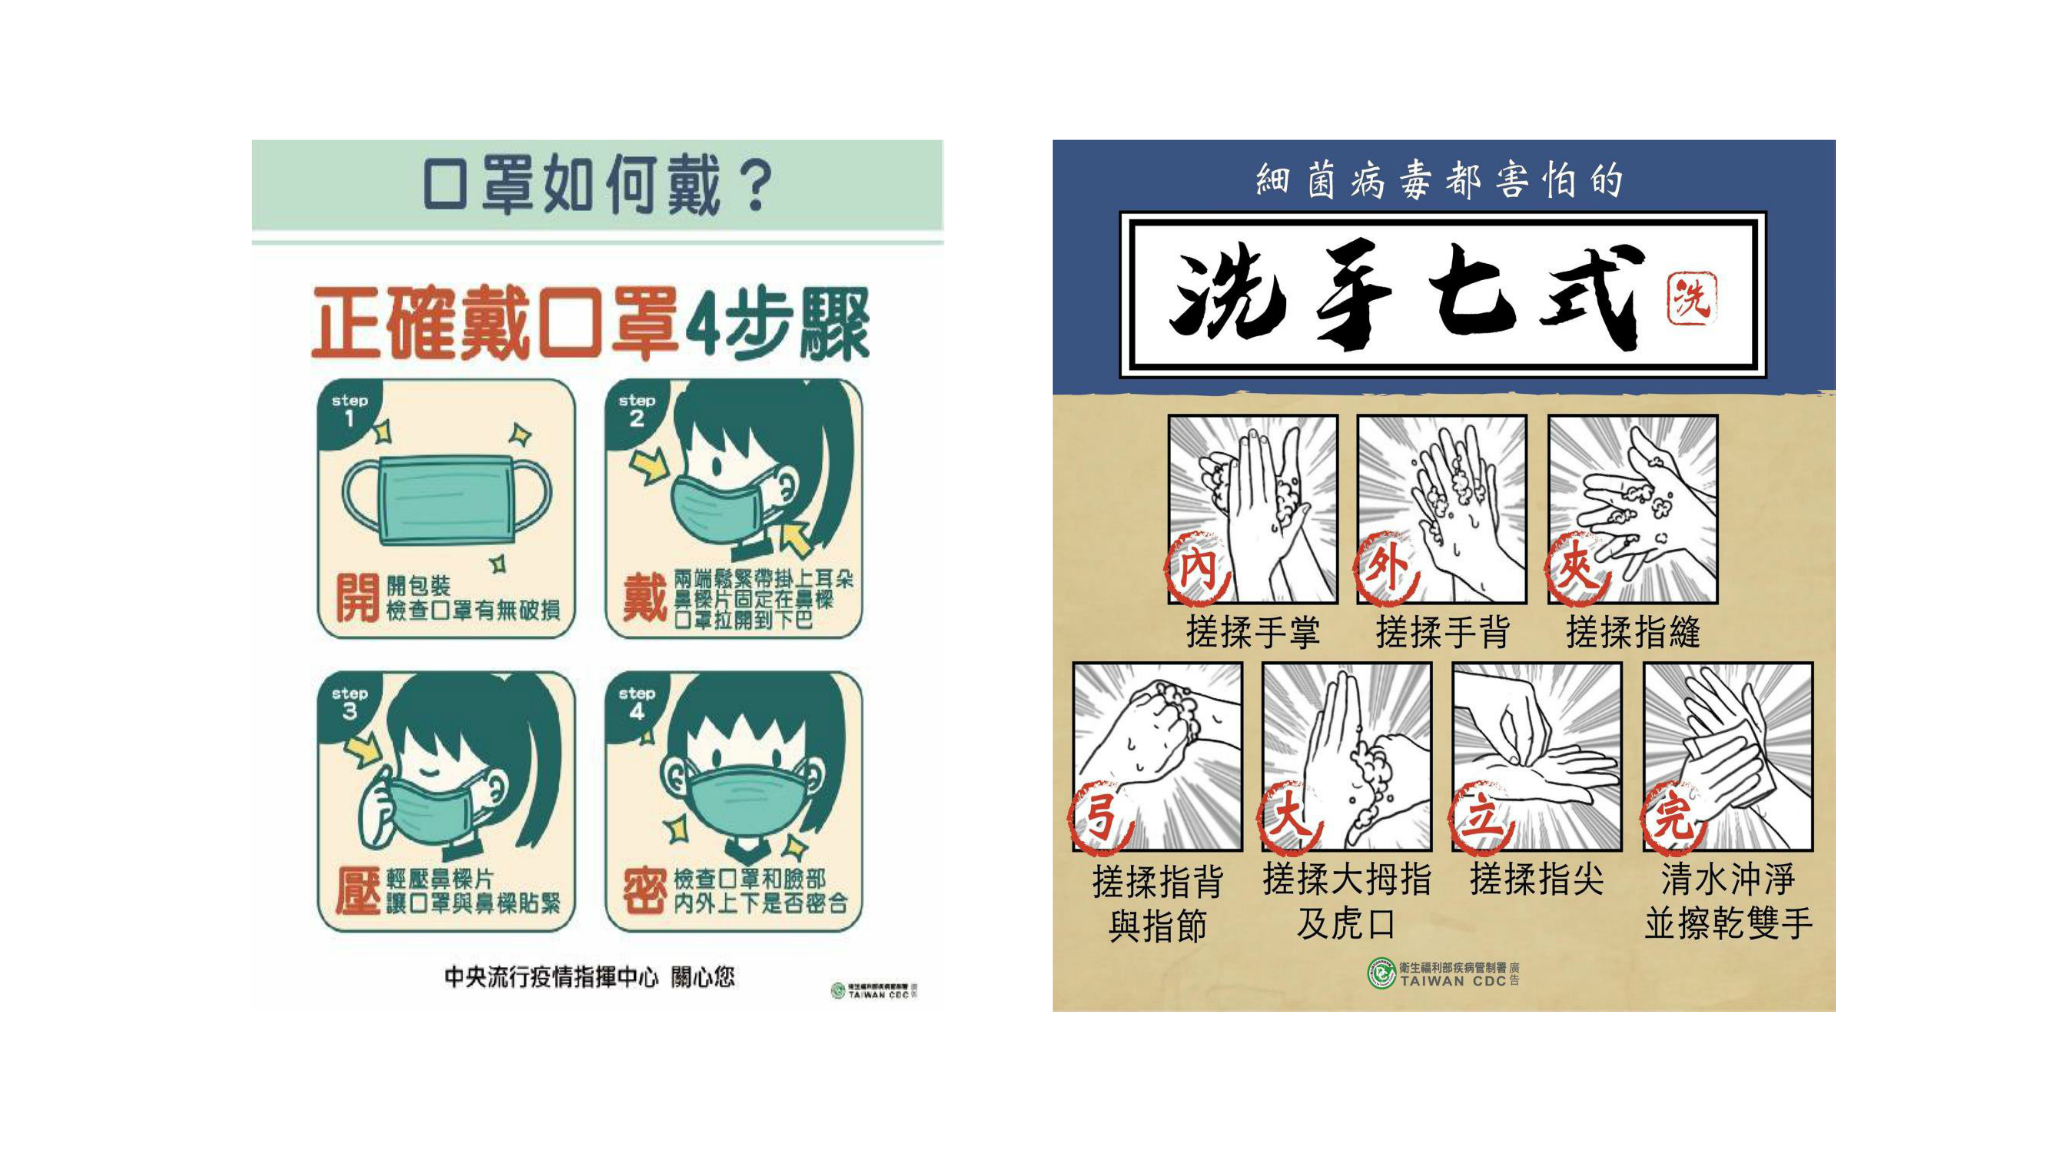 口罩如何戴？
正確戴口罩4步驟
step
1
開
開包裝
檢查口罩有無破損
step
2
戴
兩端鬆緊帶掛上耳朵
鼻樑片固定在鼻樑
口罩拉開到下巴
step
3
壓
輕壓鼻樑片
讓口罩與鼻樑貼緊
step
4
密
檢查口罩和臉部
內外上下是否密合
中央流行疫情指揮中心 關心您
衛生福利部疾病管制署
TAIWAN CDC
廣告
細菌病毒都害怕的
洗手七式
洗
內
搓揉手掌
外
搓揉手背
夾
搓揉指縫
弓
搓揉指背
與指節
大
搓揉大拇指
及虎口
立
搓揉指尖
完
清水沖淨
並擦乾雙手
衛生福利部疾病管制署
TAIWAN CDC
廣告